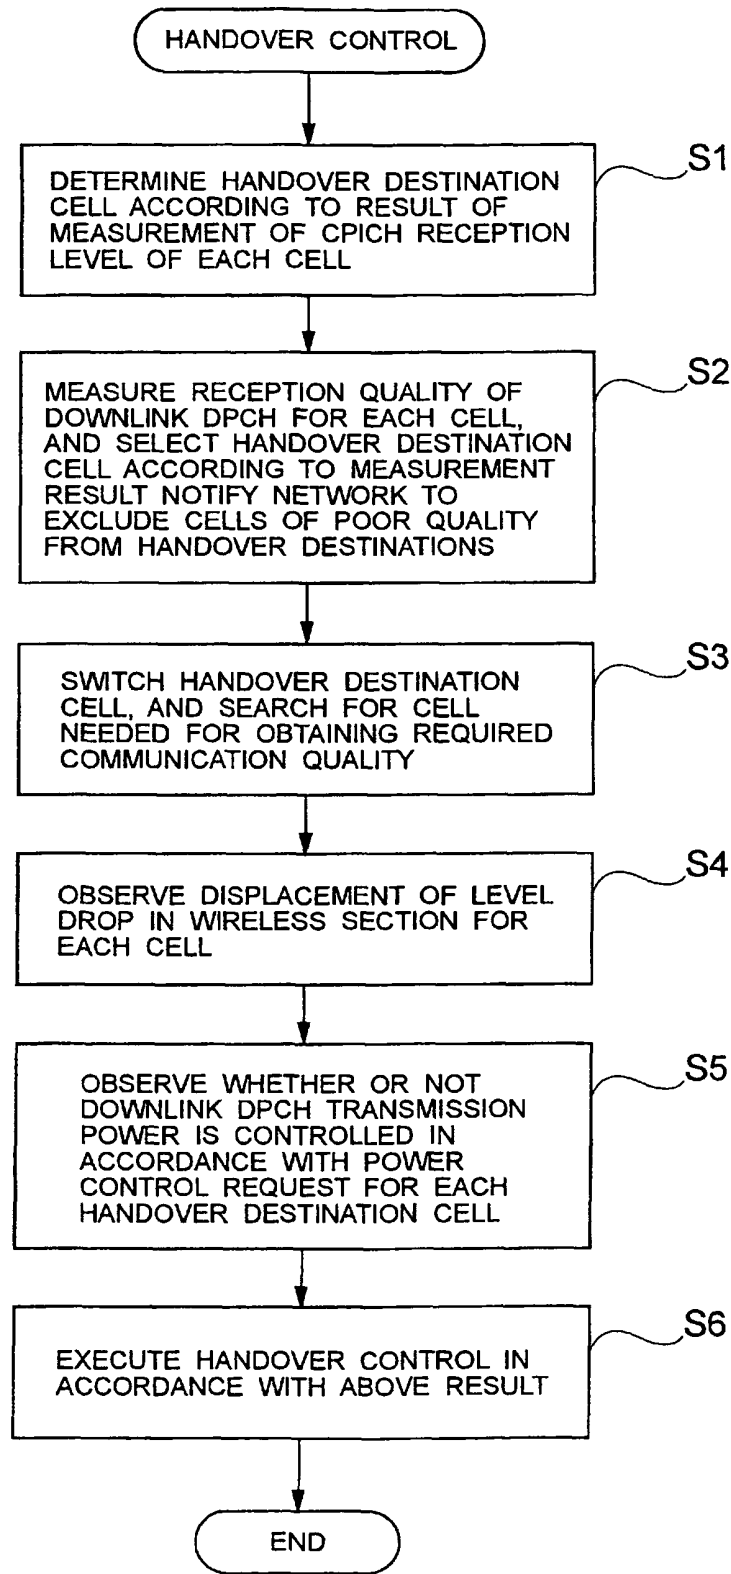 HANDOVER CONTROL
S1
DETERMINE HANDOVER DESTINATION
CELL ACCORDING TO RESULT OF
MEASUREMENT OF CPICH RECEPTION
LEVEL OF EACH CELL
S2
MEASURE RECEPTION QUALITY OF
DOWNLINK DPCH FOR EACH CELL,
AND SELECT HANDOVER DESTINATION
CELL ACCORDING TO MEASUREMENT
RESULT NOTIFY NETWORK TO
EXCLUDE CELLS OF POOR QUALITY
FROM HANDOVER DESTINATIONS
S3
SWITCH HANDOVER DESTINATION
CELL, AND SEARCH FOR CELL
NEEDED FOR OBTAINING REQUIRED
COMMUNICATION QUALITY
S4
OBSERVE DISPLACEMENT OF LEVEL
DROP IN WIRELESS SECTION FOR
EACH CELL
S5
OBSERVE WHETHER OR NOT
DOWNLINK DPCH TRANSMISSION
POWER IS CONTROLLED IN
ACCORDANCE WITH POWER
CONTROL REQUEST FOR EACH
HANDOVER DESTINATION CELL
S6
EXECUTE HANDOVER CONTROL IN
ACCORDANCE WITH ABOVE RESULT
END